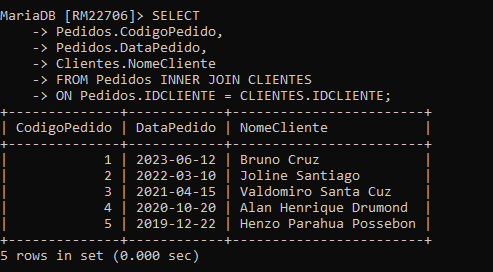 MariaDB [RM22706]> SELECT
    -> Pedidos.CodigoPedido,
    -> Pedidos.DataPedido,
    -> Clientes.NomeCliente
    -> FROM Pedidos INNER JOIN CLIENTES
    -> ON Pedidos.IDCLIENTE = CLIENTES.IDCLIENTE;
+--------------+------------+-------------------------+
| CodigoPedido | DataPedido | NomeCliente             |
+--------------+------------+-------------------------+
|            1 | 2023-06-12 | Bruno Cruz              |
|            2 | 2022-03-10 | Joline Santiago         |
|            3 | 2021-04-15 | Valdomiro Santa Cuz     |
|            4 | 2020-10-20 | Alan Henrique Drumond   |
|            5 | 2019-12-22 | Henzo Parahua Possebon  |
+--------------+------------+-------------------------+
5 rows in set (0.000 sec)